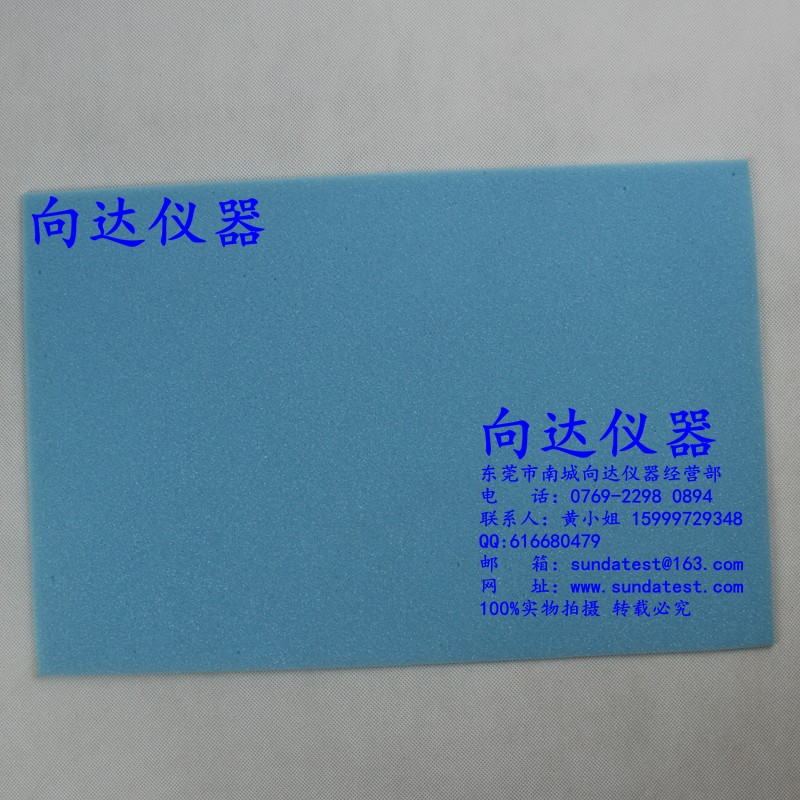 向达仪器
向达仪器
东莞市南城向达仪器经营部
电 话：0769-2298 0894
联系人：黄小姐 15999729348
QQ:616680479
邮 箱：sundatest@163.com
网 址：www.sundatest.com
100%实物拍摄 转载必究